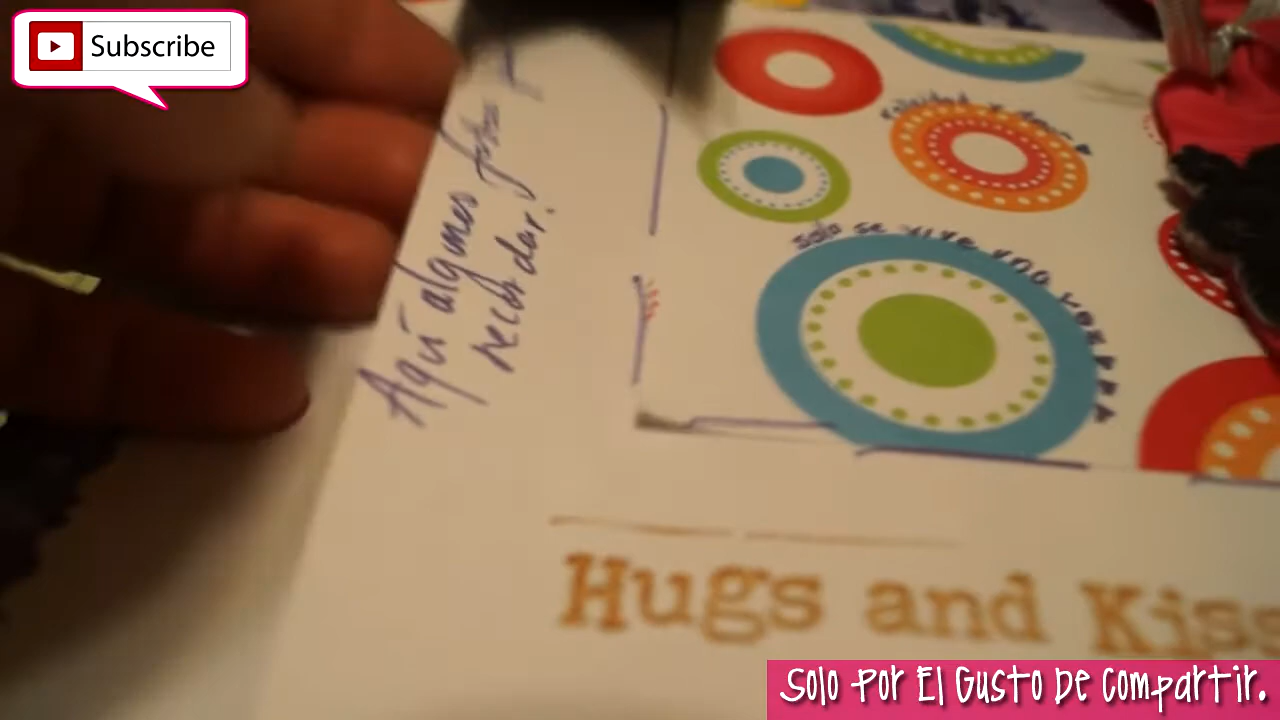 Subscribe
Aquí algunas fotos
recordar.
Solo se vive una vez
Hugs and Kiss
Solo Por El Gusto De Compartir.